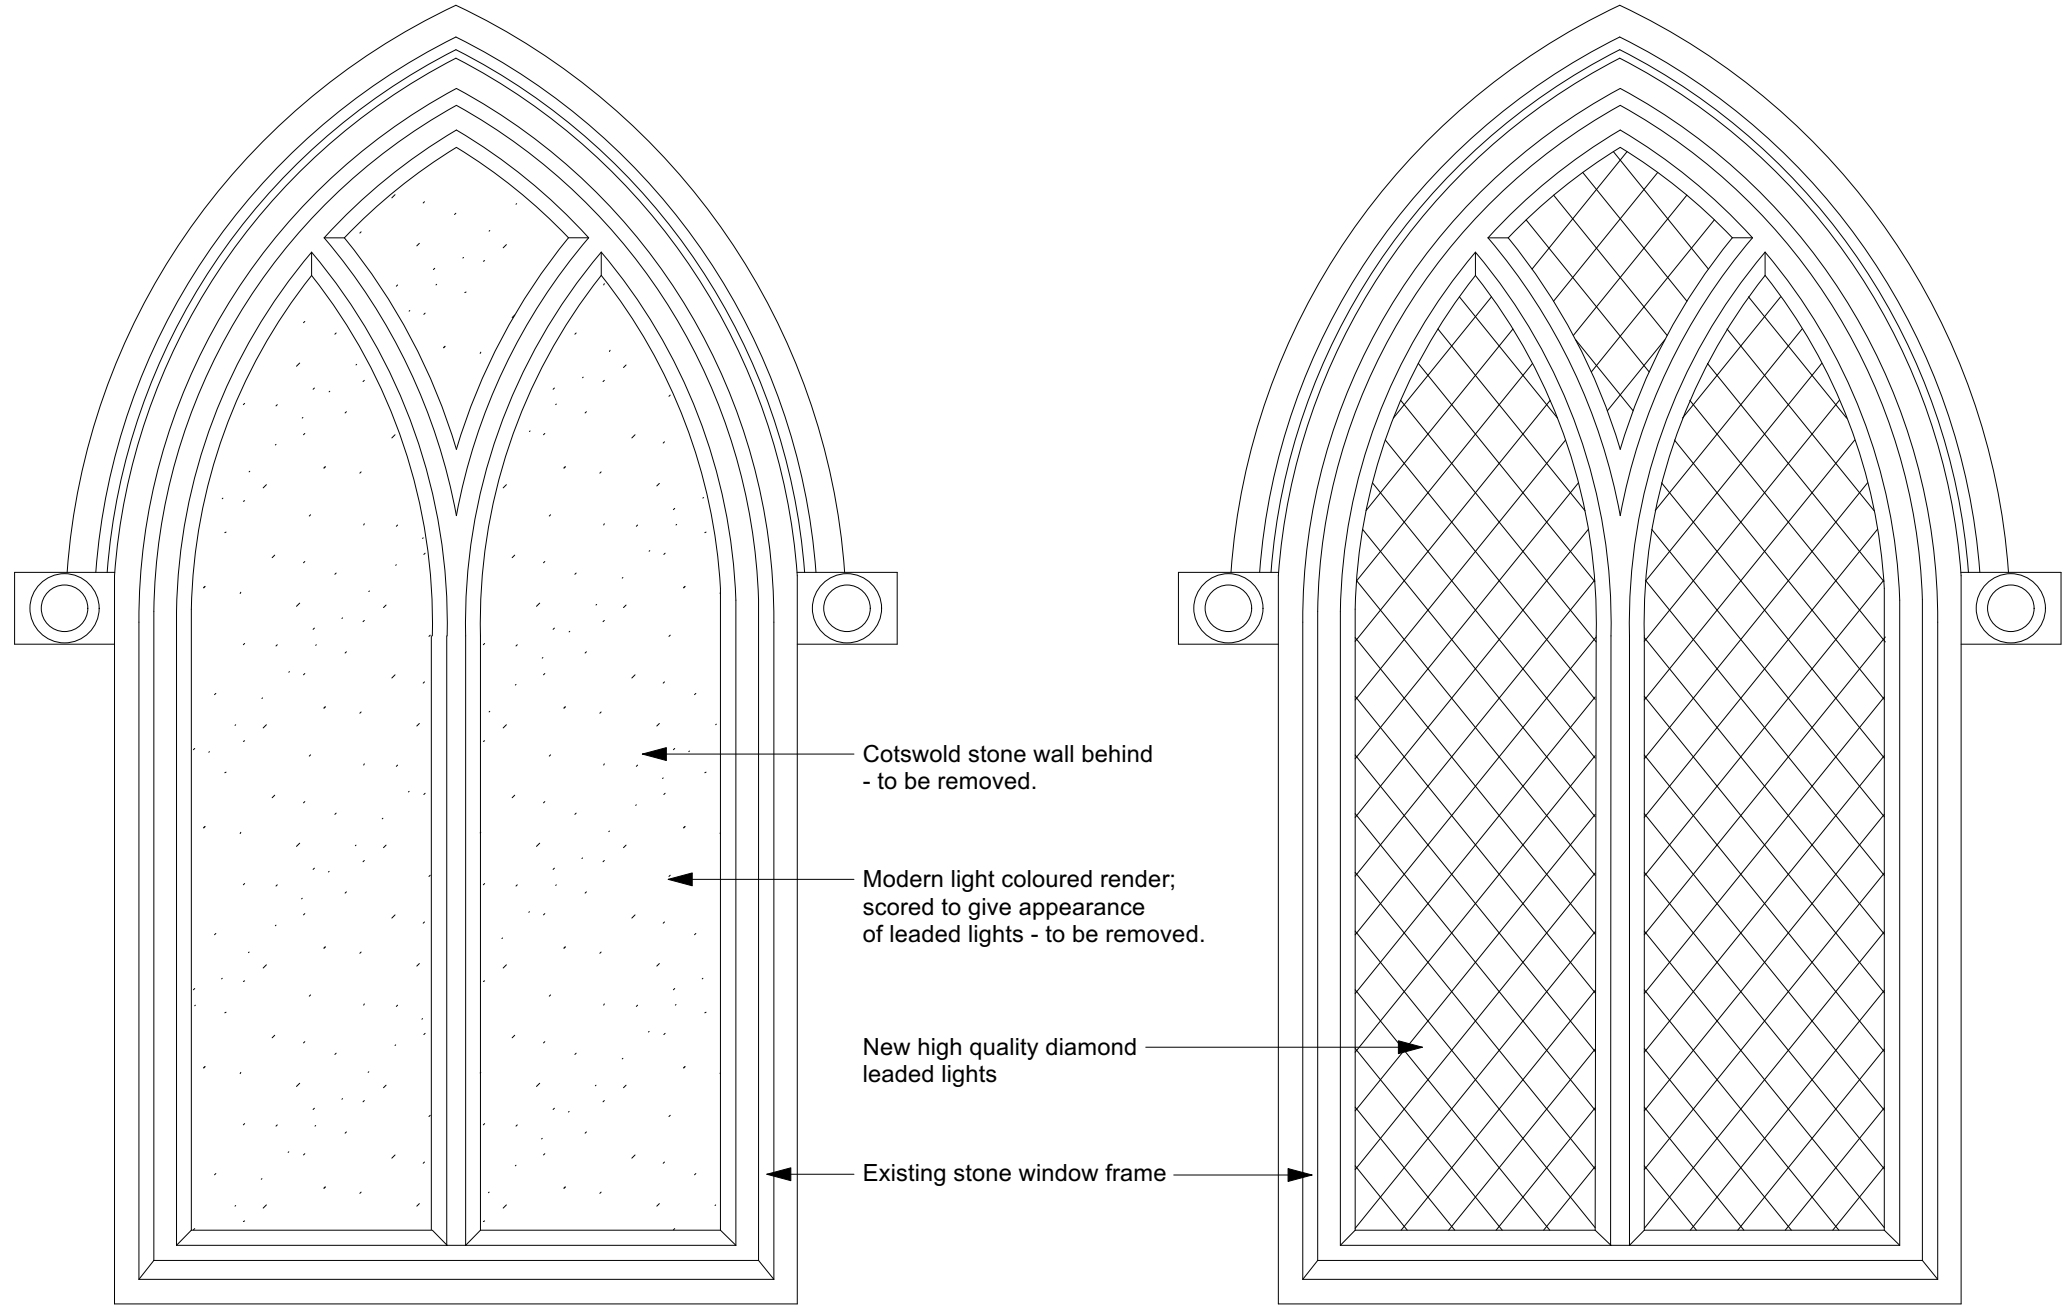 Cotswold stone wall behind
- to be removed.
Modern light coloured render;
scored to give appearance
of leaded lights - to be removed.
New high quality diamond
leaded lights
Existing stone window frame